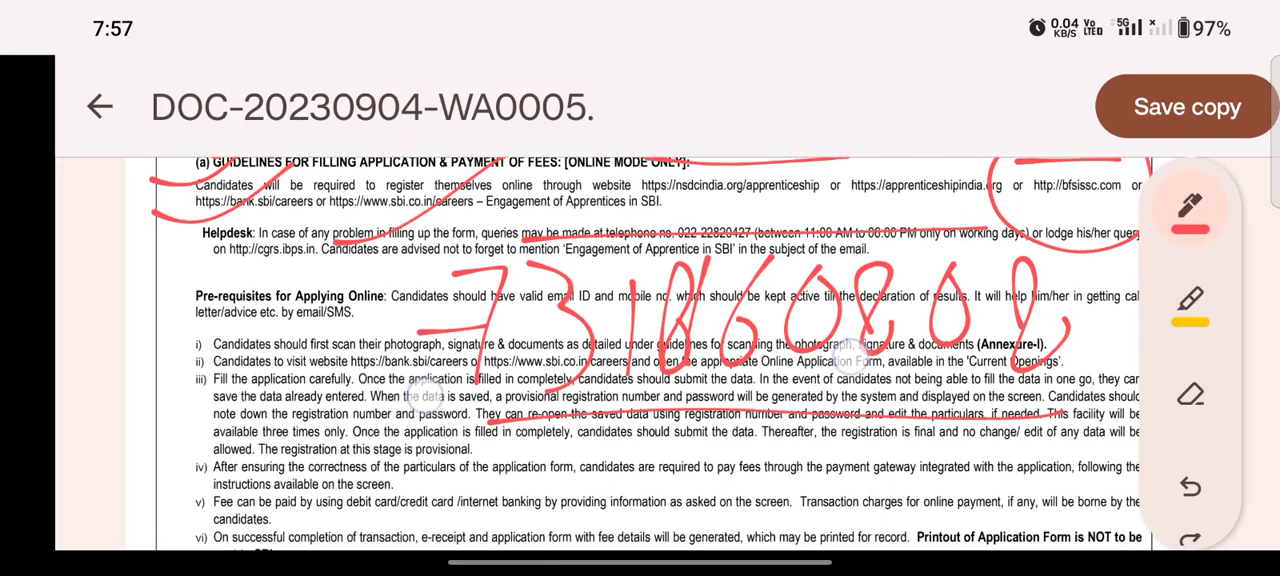 7:57
0.04 KB/S Vo LTED 5G 97%
DOC-20230904-WA0005.
Save copy
(a) GUIDELINES FOR FILLING APPLICATION & PAYMENT OF FEES: [ONLINE MODE ONLY]:
Candidates will be required to register themselves online through website https://nsdcindia.org/apprenticeship or https://apprenticeshipindia.org or http://bfsissc.com or
https://bank.sbi/careers or https://www.sbi.co.in/careers – Engagement of Apprentices in SBI.
Helpdesk: In case of any problem in filling up the form, queries may be made at telephone no. 022-22820427 (between 11:00 AM to 06:00 PM only on working days) or lodge his/her query
on http://cgrs.ibps.in. Candidates are advised not to forget to mention 'Engagement of Apprentice in SBI' in the subject of the email.
Pre-requisites for Applying Online: Candidates should have valid email ID and mobile no. which should be kept active till the declaration of results. It will help him/her in getting cal
letter/advice etc. by email/SMS.
i) Candidates should first scan their photograph, signature & documents as detailed under guidelines for scanning the photograph, signature & documents (Annexure-I).
ii) Candidates to visit website https://bank.sbi/careers or https://www.sbi.co.in/careers and open the appropriate Online Application Form, available in the 'Current Openings'.
iii) Fill the application carefully. Once the application is filled in completely, candidates should submit the data. In the event of candidates not being able to fill the data in one go, they can
save the data already entered. When the data is saved, a provisional registration number and password will be generated by the system and displayed on the screen. Candidates should
note down the registration number and password. They can re-open the saved data using registration number and password and edit the particulars, if needed. This facility will be
available three times only. Once the application is filled in completely, candidates should submit the data. Thereafter, the registration is final and no change/ edit of any data will be
allowed. The registration at this stage is provisional.
iv) After ensuring the correctness of the particulars of the application form, candidates are required to pay fees through the payment gateway integrated with the application, following the
instructions available on the screen.
v) Fee can be paid by using debit card/credit card /internet banking by providing information as asked on the screen. Transaction charges for online payment, if any, will be borne by the
candidates.
vi) On successful completion of transaction, e-receipt and application form with fee details will be generated, which may be printed for record. Printout of Application Form is NOT to be